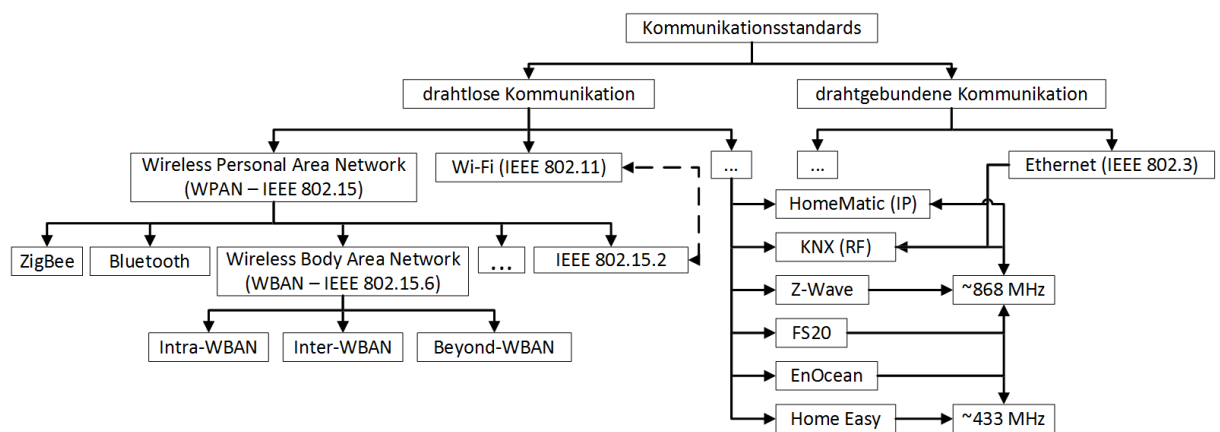 Kommunikationsstandards
drahtlose Kommunikation
drahtgebundene Kommunikation
Wireless Personal Area Network
(WPAN – IEEE 802.15)
Wi-Fi (IEEE 802.11)
...
...
Ethernet (IEEE 802.3)
ZigBee
Bluetooth
Wireless Body Area Network
(WBAN – IEEE 802.15.6)
...
IEEE 802.15.2
Intra-WBAN
Inter-WBAN
Beyond-WBAN
HomeMatic (IP)
KNX (RF)
Z-Wave
~868 MHz
FS20
EnOcean
Home Easy
~433 MHz